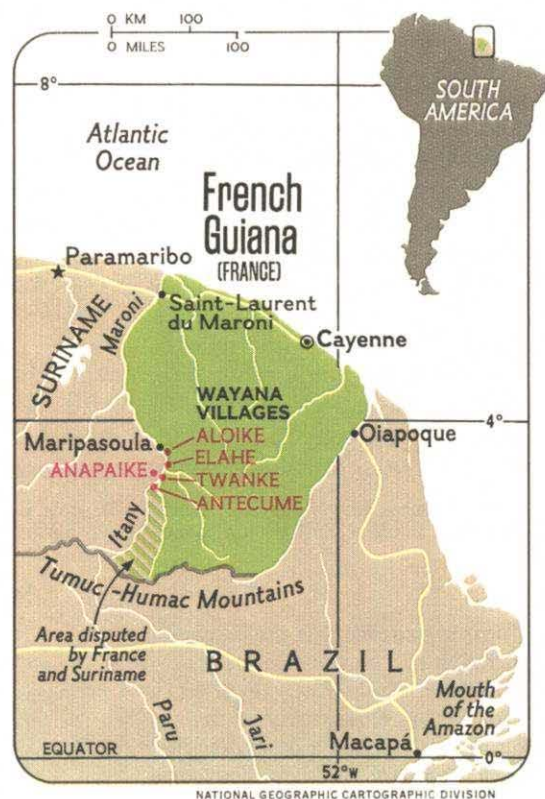 0 KM 100
0 MILES 100
8°
SOUTH
AMERICA
Atlantic
Ocean
French
Guiana
(FRANCE)
Paramaribo
Saint-Laurent
du Maroni
Maroni
SURINAME
Cayenne
WAYANA
VILLAGES
4°
Maripasoula
ALOIKE
Oiapoque
ELAHE
ANAPAIKE
TWANKE
ANTECUME
Itany
Tumuc-Humac Mountains
Area disputed
by France
and Suriname
BRAZIL
Paru
Jari
Mouth
of the
Amazon
Macapá
EQUATOR
0°
52°W
NATIONAL GEOGRAPHIC CARTOGRAPHIC DIVISION